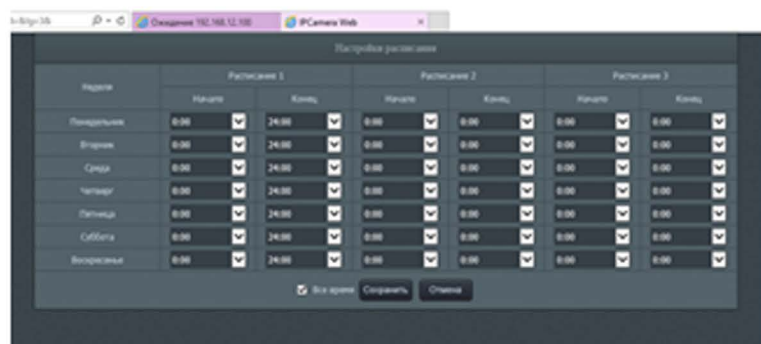 Ожидание 192.168.12.100 IPCamera Web
Настройки расписания
Неделя Расписание 1 Расписание 2 Расписание 3
Начало Конец Начало Конец Начало Конец
Понедельник 0:00 24:00 0:00 0:00 0:00 0:00
Вторник 0:00 24:00 0:00 0:00 0:00 0:00
Среда 0:00 24:00 0:00 0:00 0:00 0:00
Четверг 0:00 24:00 0:00 0:00 0:00 0:00
Пятница 0:00 24:00 0:00 0:00 0:00 0:00
Суббота 0:00 24:00 0:00 0:00 0:00 0:00
Воскресенье 0:00 24:00 0:00 0:00 0:00 0:00
Все время Сохранить Отмена